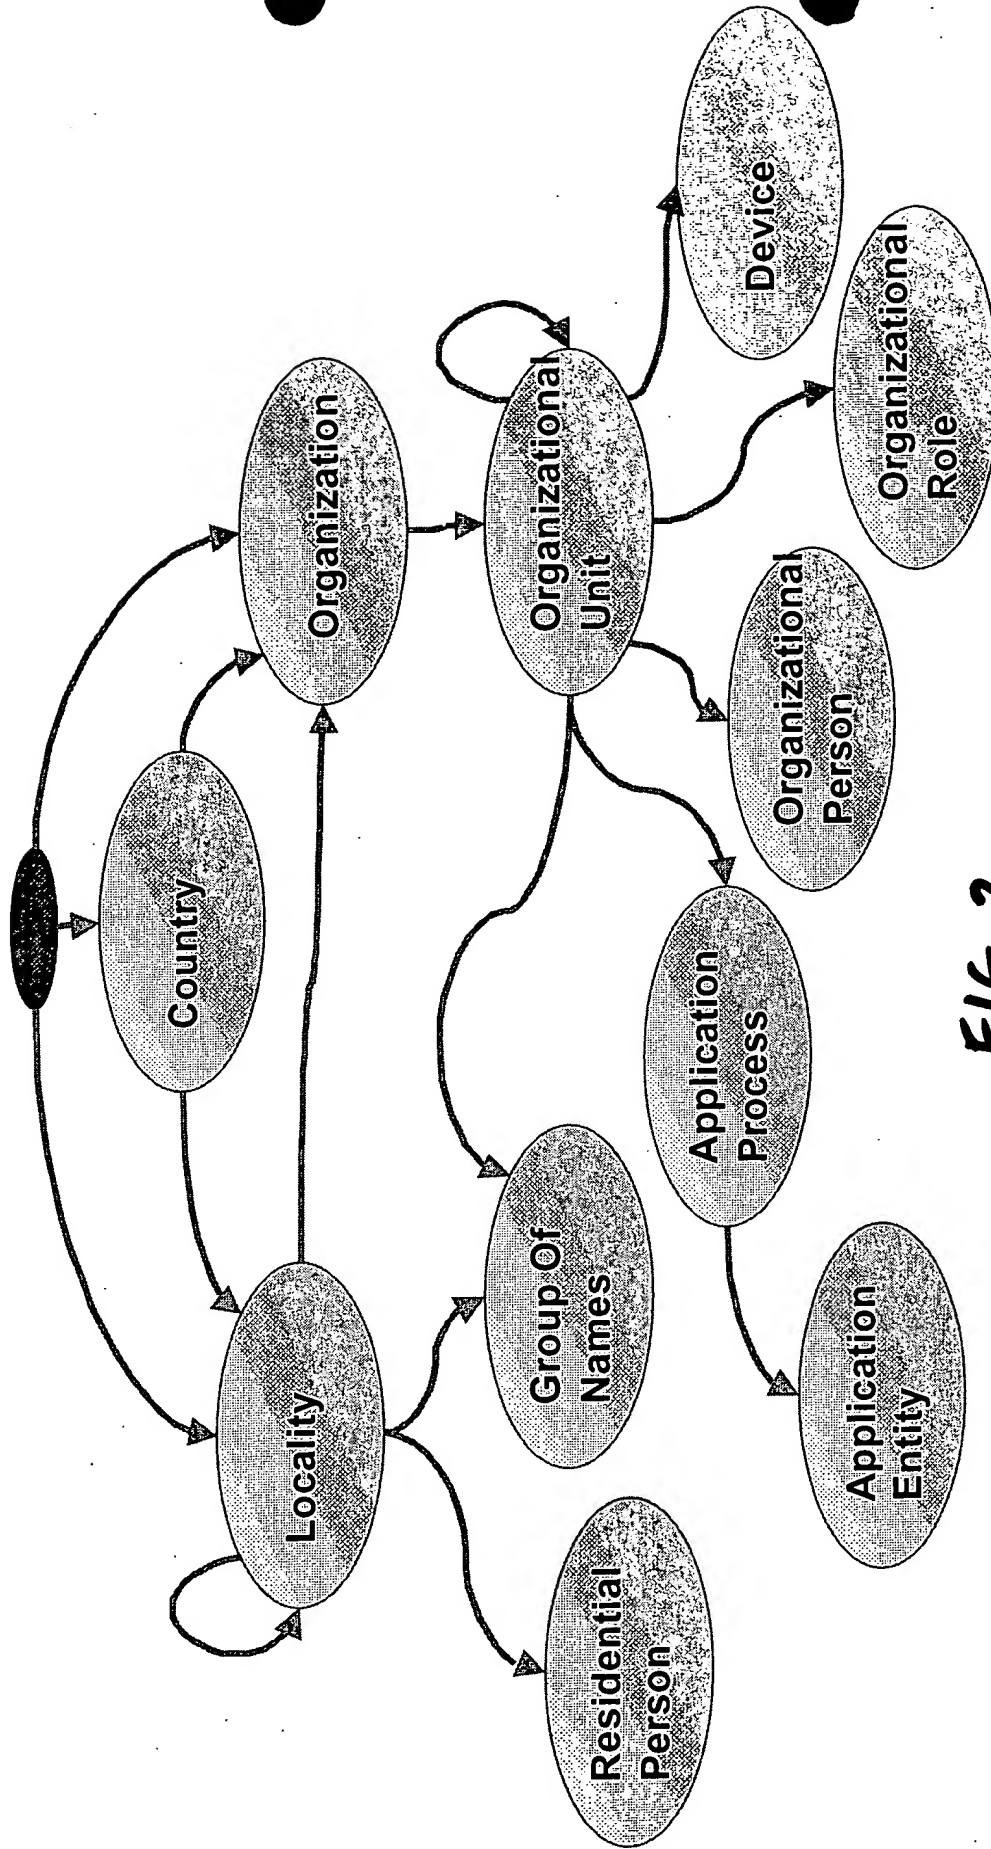 Country
Locality
Organization
Group Of
Names
Organizational
Unit
Residential
Person
Application
Process
Organizational
Person
Device
Application
Entity
Organizational
Role
FIG. 2